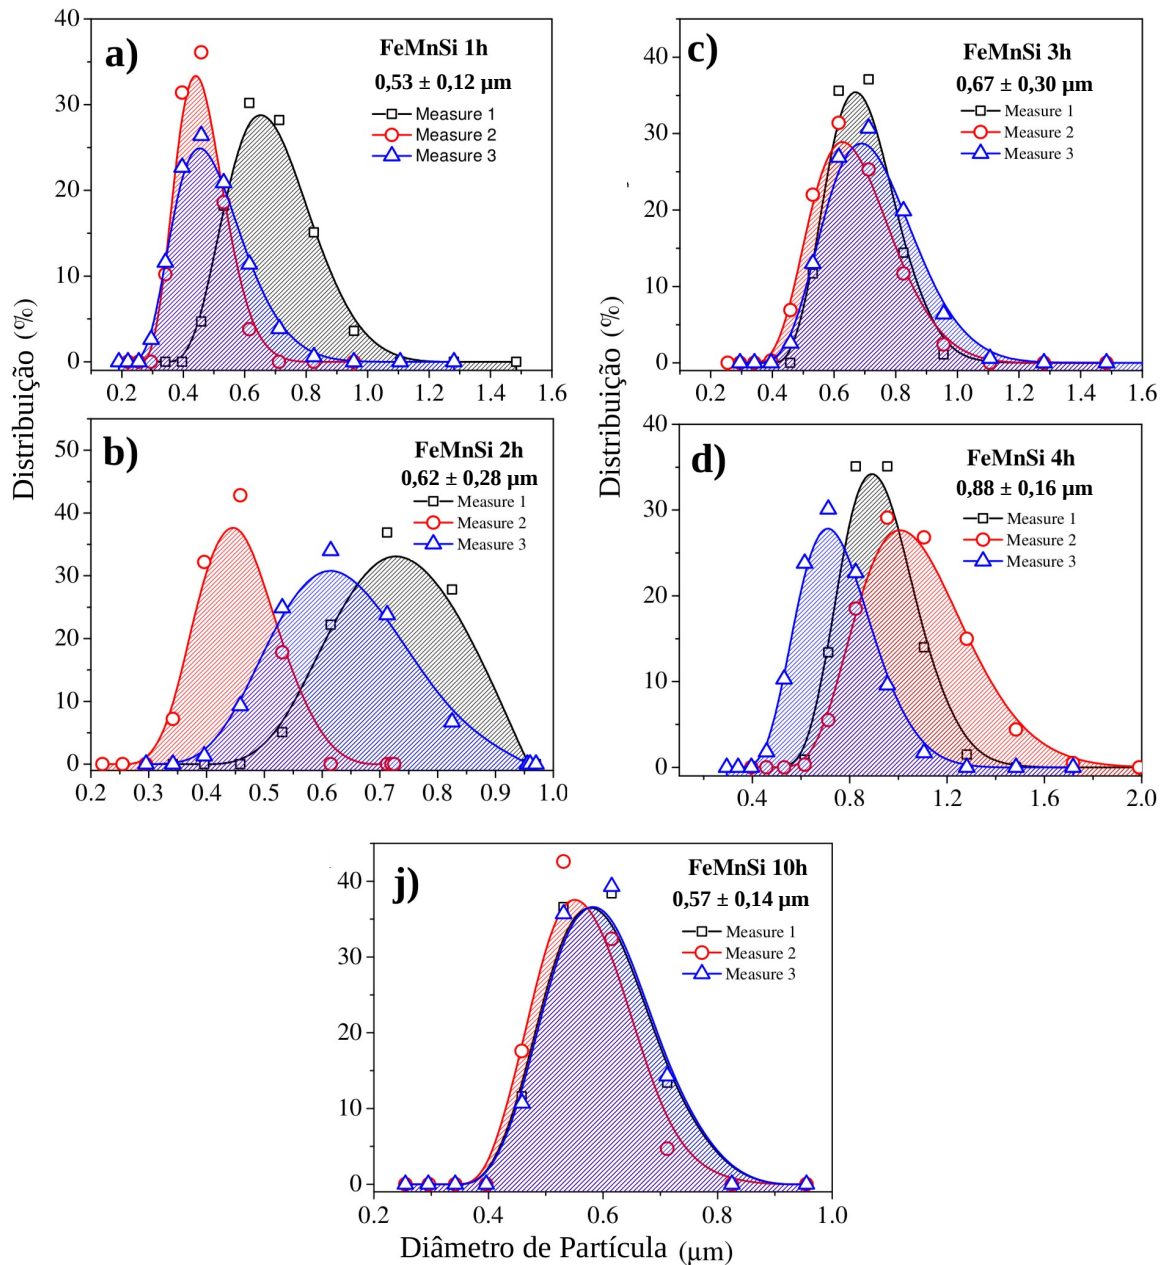 a)
FeMnSi 1h
0,53 ± 0,12 µm
Measure 1
Measure 2
Measure 3
40
30
20
10
0
0.2 0.4 0.6 0.8 1.0 1.2 1.4 1.6
c)
FeMnSi 3h
0,67 ± 0,30 µm
Measure 1
Measure 2
Measure 3
40
30
20
10
0
0.2 0.4 0.6 0.8 1.0 1.2 1.4 1.6
Distribuição (%)
Distribuição (%)
b)
FeMnSi 2h
0,62 ± 0,28 µm
Measure 1
Measure 2
Measure 3
50
40
30
20
10
0
0.2 0.3 0.4 0.5 0.6 0.7 0.8 0.9 1.0
d)
FeMnSi 4h
0,88 ± 0,16 µm
Measure 1
Measure 2
Measure 3
40
30
20
10
0
0.4 0.8 1.2 1.6 2.0
j)
FeMnSi 10h
0,57 ± 0,14 µm
Measure 1
Measure 2
Measure 3
40
30
20
10
0
0.2 0.4 0.6 0.8 1.0
Diâmetro de Partícula (µm)